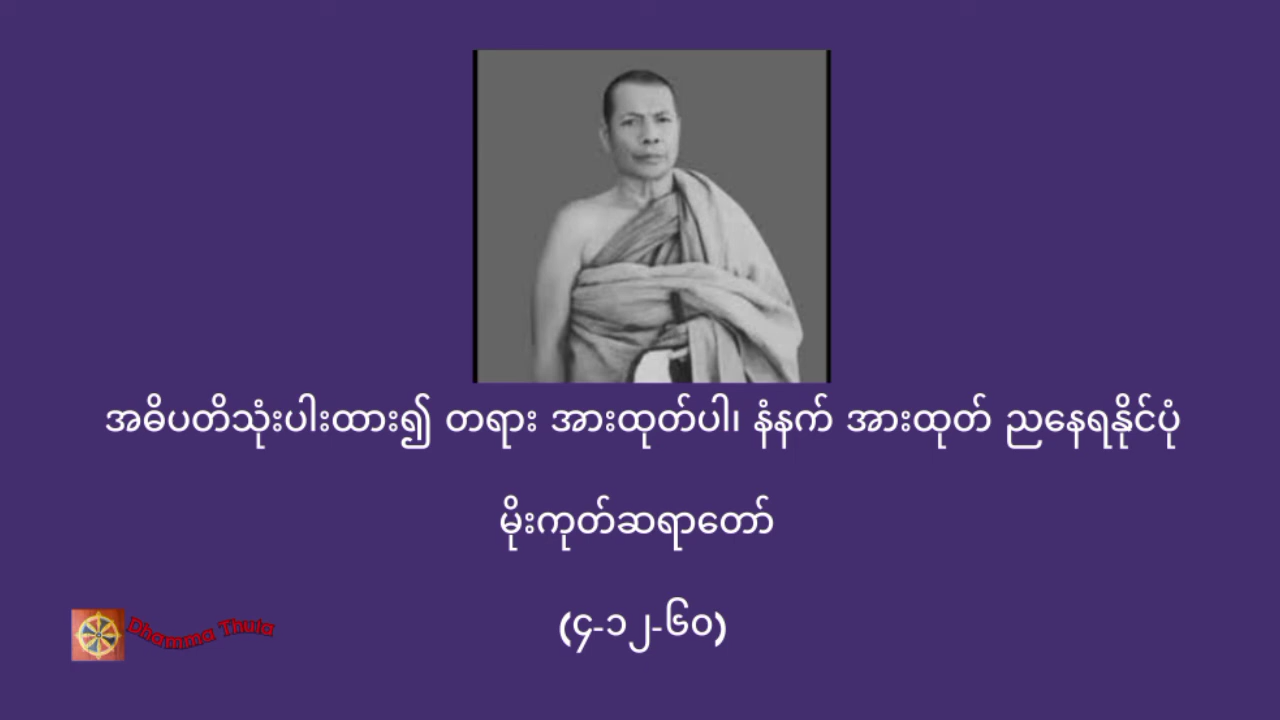 အဓိပတိသုံးပါးထား၍ တရား အားထုတ်ပါ၊ နံနက် အားထုတ် ညနေရနိုင်ပုံ
မိုးကုတ်ဆရာတော်
(၄-၁၂-၆၀)
Dhamma Thula